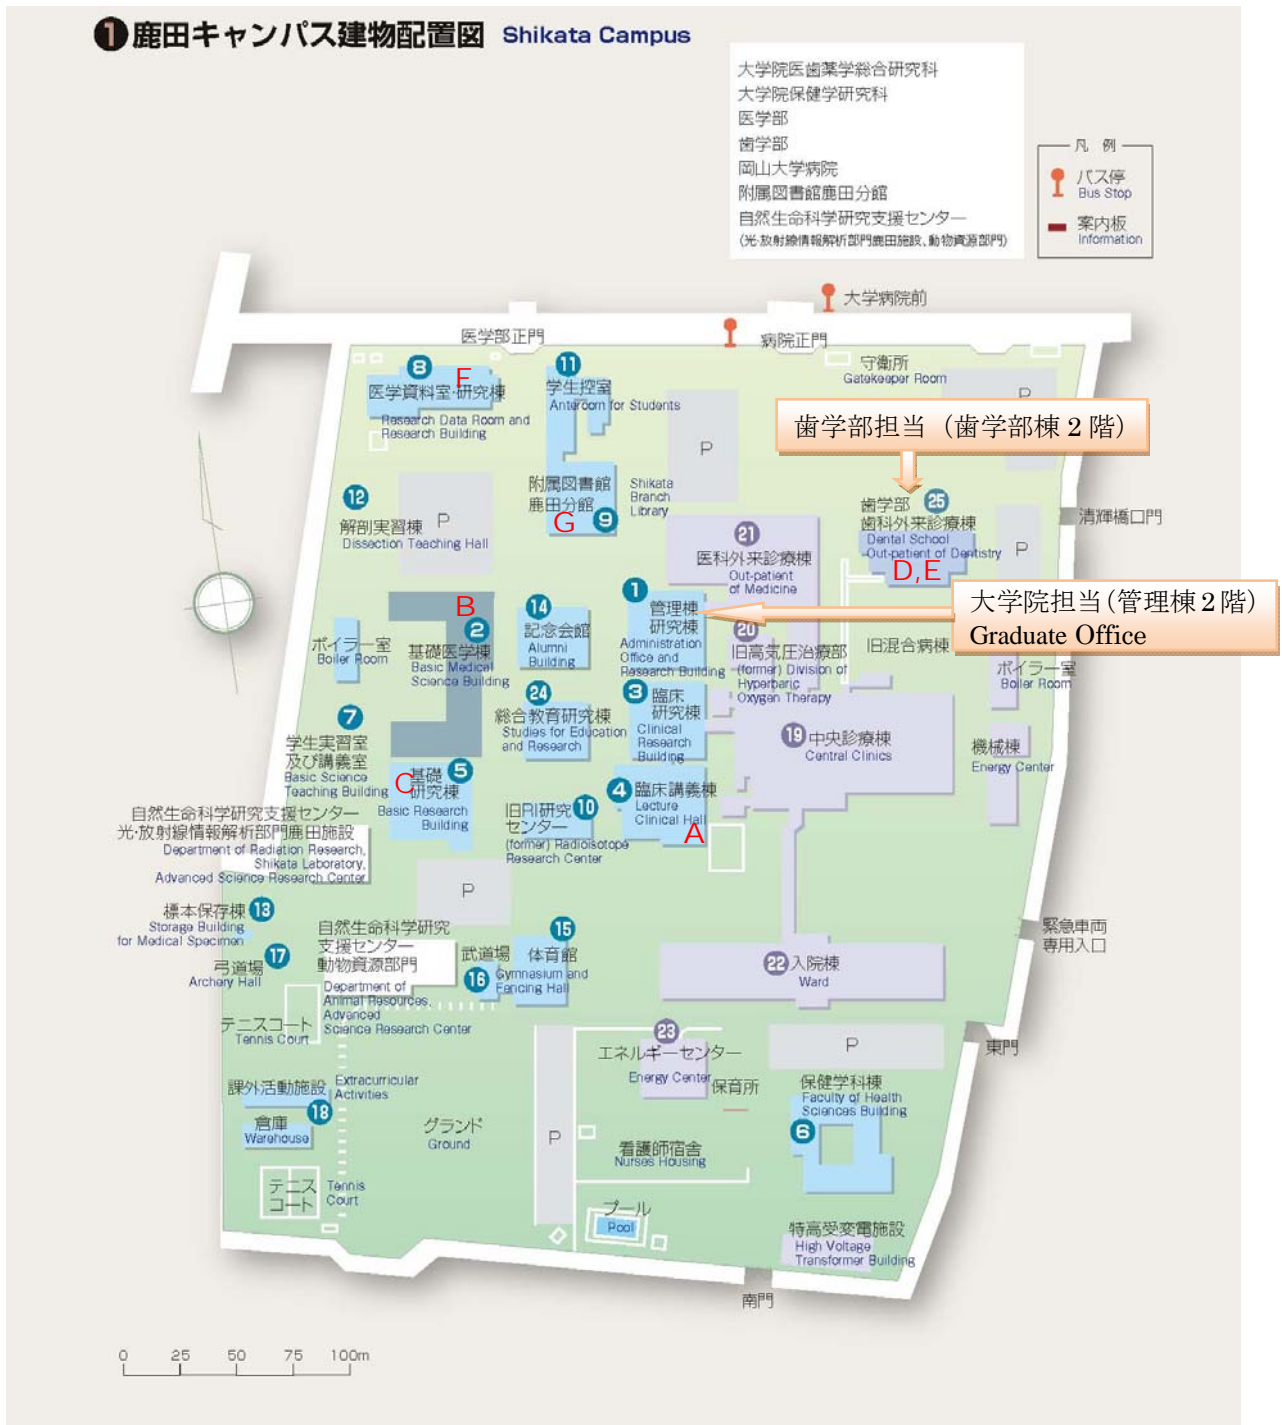 ❶鹿田キャンパス建物配置図 Shikata Campus
大学院医歯薬学総合研究科
大学院保健学研究科
医学部
歯学部
岡山大学病院
附属図書館鹿田分館
自然生命科学研究支援センター
(光・放射線情報解析部門鹿田施設、動物資源部門)
凡 例
バス停
Bus Stop
案内板
Information
大学病院前
医学部正門
病院正門
守衛所
Gatekeeper Room
P
8
F
医学資料室・研究棟
Research Data Room and
Research Building
11
学生控室
Anteroom for Students
P
歯学部担当（歯学部棟２階）
12
解剖実習棟
Dissection Teaching Hall
P
附属図書館
鹿田分館
G
9
Shikata
Branch
Library
歯学部
25
歯科外来診療棟
Dental School
Out-patient of Dentistry
D,E
P
清輝橋口門
21
医科外来診療棟
Out-patient
of Medicine
大学院担当(管理棟２階)
Graduate Office
1
管理棟
研究棟
Administration
Office and
Research Building
B
2
基礎医学棟
Basic Medical
Science Building
14
記念会館
Alumni
Building
ボイラー室
Boiler Room
20
旧高気圧治療部
(former) Division of
Hyperbaric
Oxygen Therapy
旧混合病棟
ボイラー室
Boiler Room
24
総合教育研究棟
Studies for Education
and Research
3
臨床
研究棟
Clinical
Research
Building
7
学生実習室
及び講義室
Basic Science
Teaching Building
19
中央診療棟
Central Clinics
機械棟
Energy Center
C
基礎
5
研究棟
Basic Research
Building
4
臨床講義棟
Lecture
Clinical Hall
A
旧RI研究
センター
10
(former) Radioisotope
Research Center
自然生命科学研究支援センター
光・放射線情報解析部門鹿田施設
Department of Radiation Research,
Shikata Laboratory,
Advanced Science Research Center
P
標本保存棟
13
Storage Building
for Medical Specimen
弓道場
17
Archery Hall
自然生命科学研究
支援センター
動物資源部門
Department of
Animal Resources,
Advanced
Science Research Center
武道場
16
15
体育館
Gymnasium and
Fencing Hall
22
入院棟
Ward
緊急車両
専用入口
テニスコート
Tennis Court
23
エネルギーセンター
Energy Center
保育所
P
東門
課外活動施設
Extracurricular
Activities
18
倉庫
Warehouse
グランド
Ground
P
保健学科棟
Faculty of Health
Sciences Building
6
看護師宿舎
Nurses Housing
テニス
コート
Tennis
Court
プール
Pool
特高受変電施設
High Voltage
Transformer Building
南門
0 25 50 75 100m